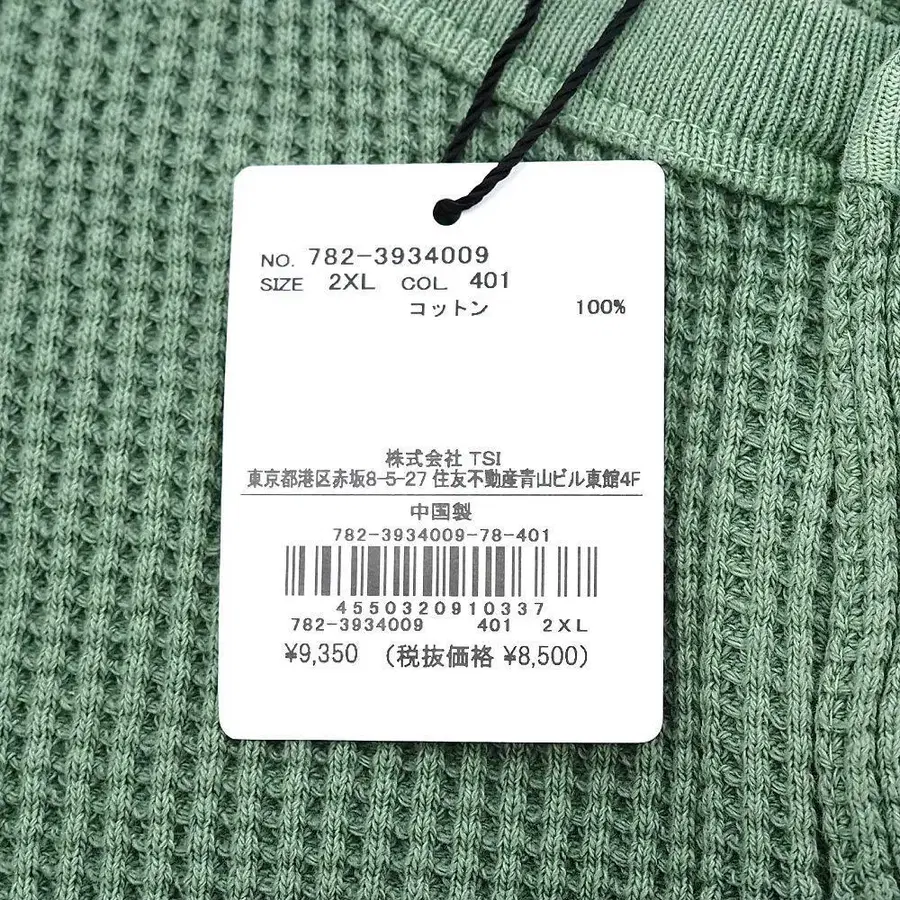 NO. 782-3934009
SIZE 2XL COL 401
コットン 100%
株式会社 TSI
東京都港区赤坂8-5-27 住友不動産青山ビル東館4F
中国製
782-3934009-78-401
4550320910337
782-3934009 401 2XL
¥9,350 (税抜価格 ¥8,500)